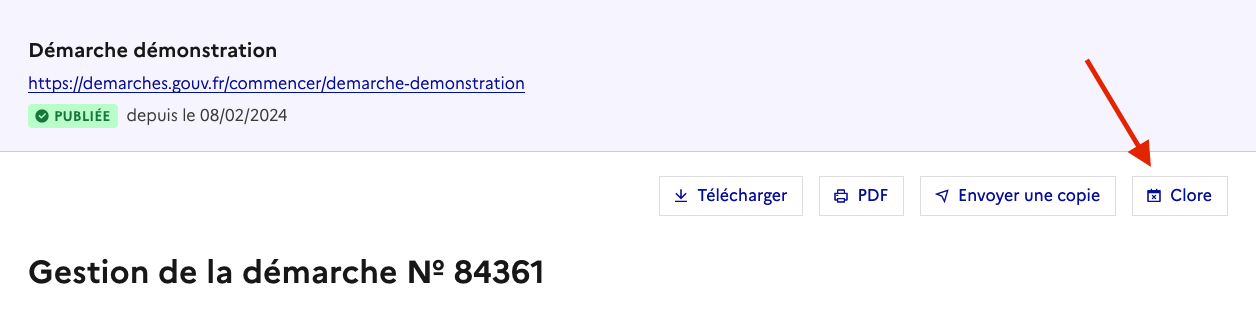 Démarche démonstration
https://demarches.gouv.fr/commencer/demarche-demonstration
PUBLIÉE depuis le 08/02/2024
Télécharger PDF Envoyer une copie Clore
Gestion de la démarche Nº 84361